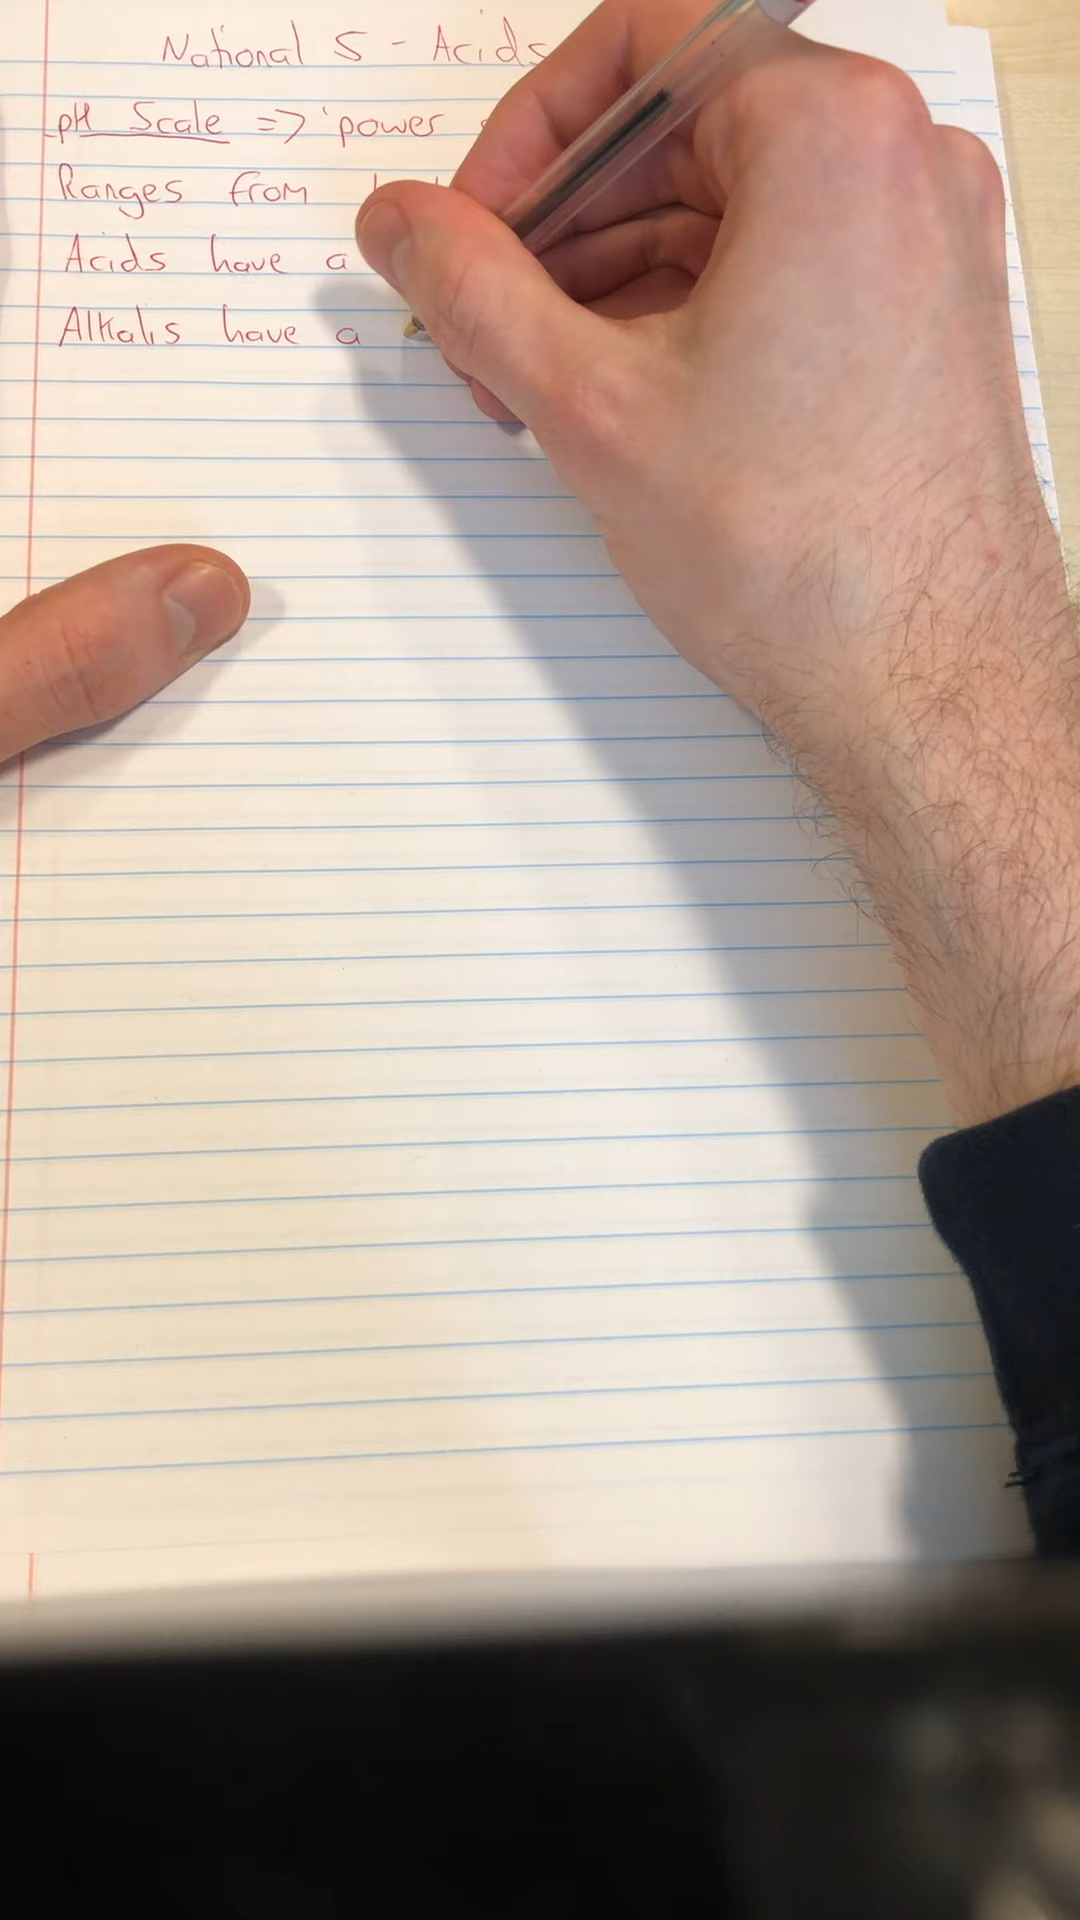 National 5 - Acids
pH Scale => 'power
Ranges from
Acids have a
Alkalis have a